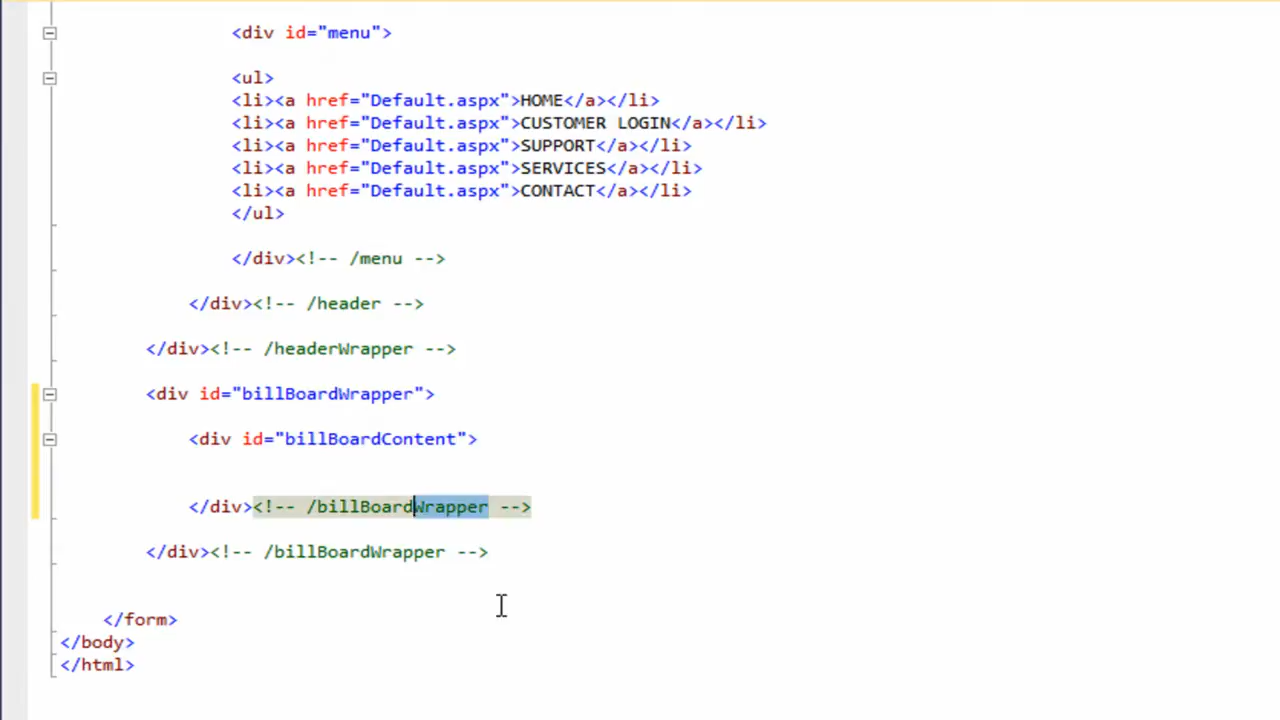 <div id="menu">
<ul>
<li><a href="Default.aspx">HOME</a></li>
<li><a href="Default.aspx">CUSTOMER LOGIN</a></li>
<li><a href="Default.aspx">SUPPORT</a></li>
<li><a href="Default.aspx">SERVICES</a></li>
<li><a href="Default.aspx">CONTACT</a></li>
</ul>
</div><!-- /menu -->
</div><!-- /header -->
</div><!-- /headerWrapper -->
<div id="billBoardWrapper">
<div id="billBoardContent">
</div><!-- /billBoardWrapper -->
</div><!-- /billBoardWrapper -->
</form>
</body>
</html>